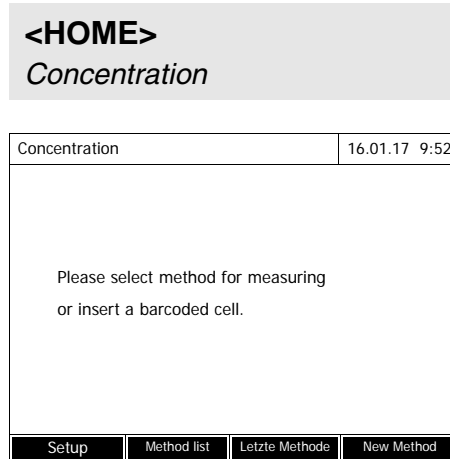 <HOME>
Concentration
Concentration 16.01.17 9:52
Please select method for measuring
or insert a barcoded cell.
Setup Method list Letzte Methode New Method